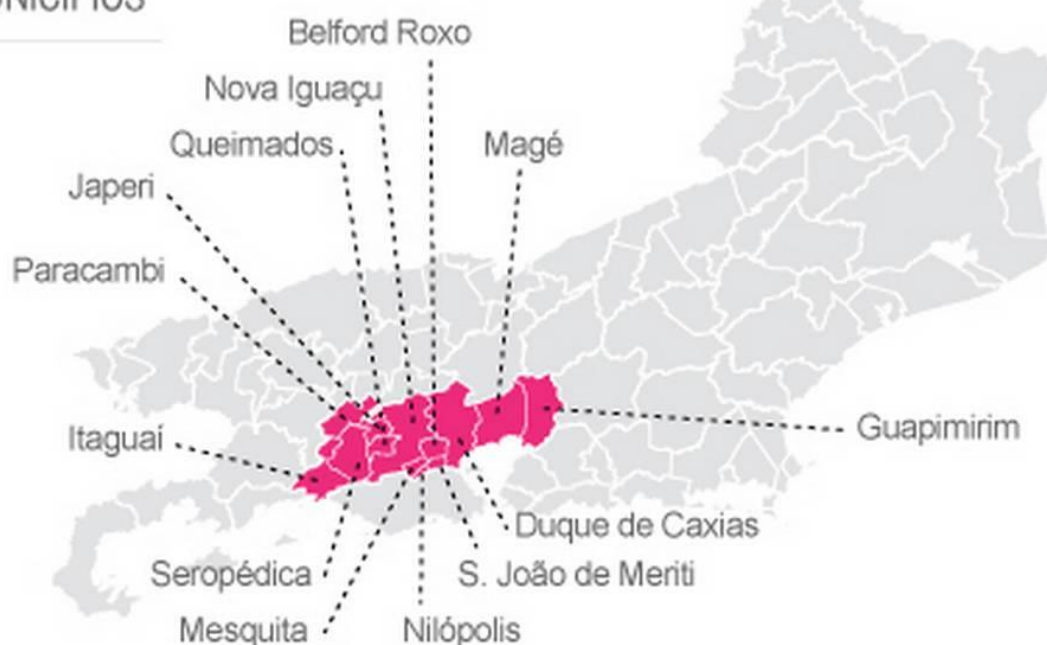 Belford Roxo
Nova Iguaçu
Queimados
Magé
Japeri
Paracambi
Itaguaí
Guapimirim
Duque de Caxias
Seropédica
S. João de Meriti
Mesquita
Nilópolis